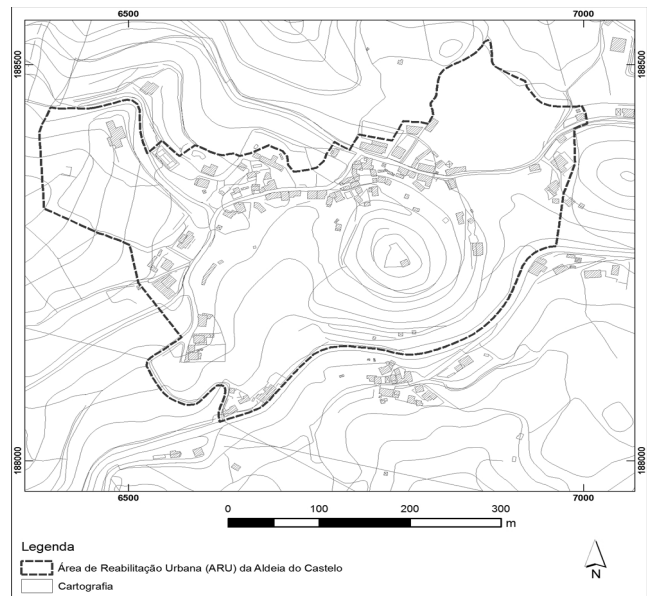 6500 7000
188500 188500
188000 188000
6500 7000
0 100 200 300
m
Legenda
Área de Reabilitação Urbana (ARU) da Aldeia do Castelo
Cartografia
N